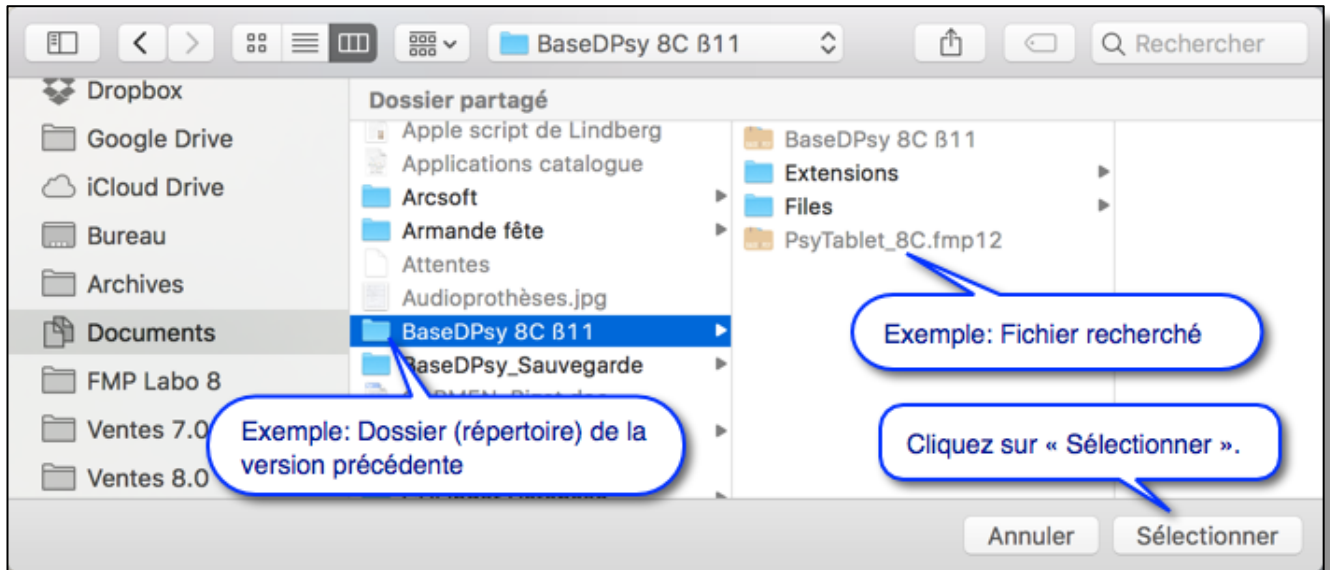 BaseDPsy 8C ß11
Rechercher
Dropbox
Google Drive
iCloud Drive
Bureau
Archives
Documents
FMP Labo 8
Ventes 7.0
Ventes 8.0
Dossier partagé
Apple script de Lindberg
Applications catalogue
Arcsoft
Armande fête
Attentes
Audioprothèses.jpg
BaseDPsy 8C ß11
BaseDPsy_Sauvegarde
BaseDPsy 8C ß11
Extensions
Files
PsyTablet_8C.fmp12
Exemple: Fichier recherché
Exemple: Dossier (répertoire) de la
version précédente
Cliquez sur « Sélectionner ».
Annuler
Sélectionner